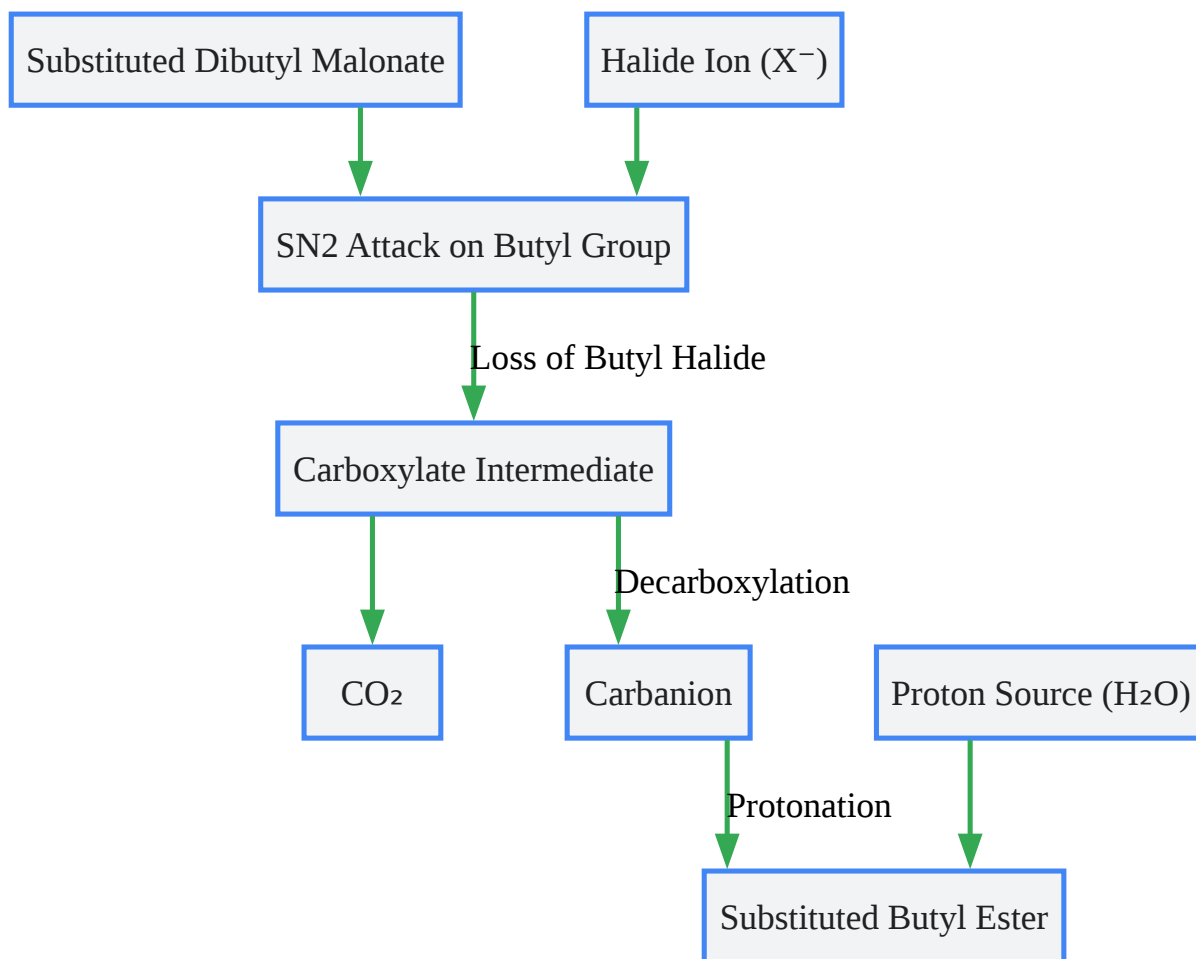 Substituted Dibutyl Malonate
Halide Ion (X⁻)
SN2 Attack on Butyl Group
Loss of Butyl Halide
Carboxylate Intermediate
Decarboxylation
CO₂
Carbanion
Proton Source (H₂O)
Protonation
Substituted Butyl Ester